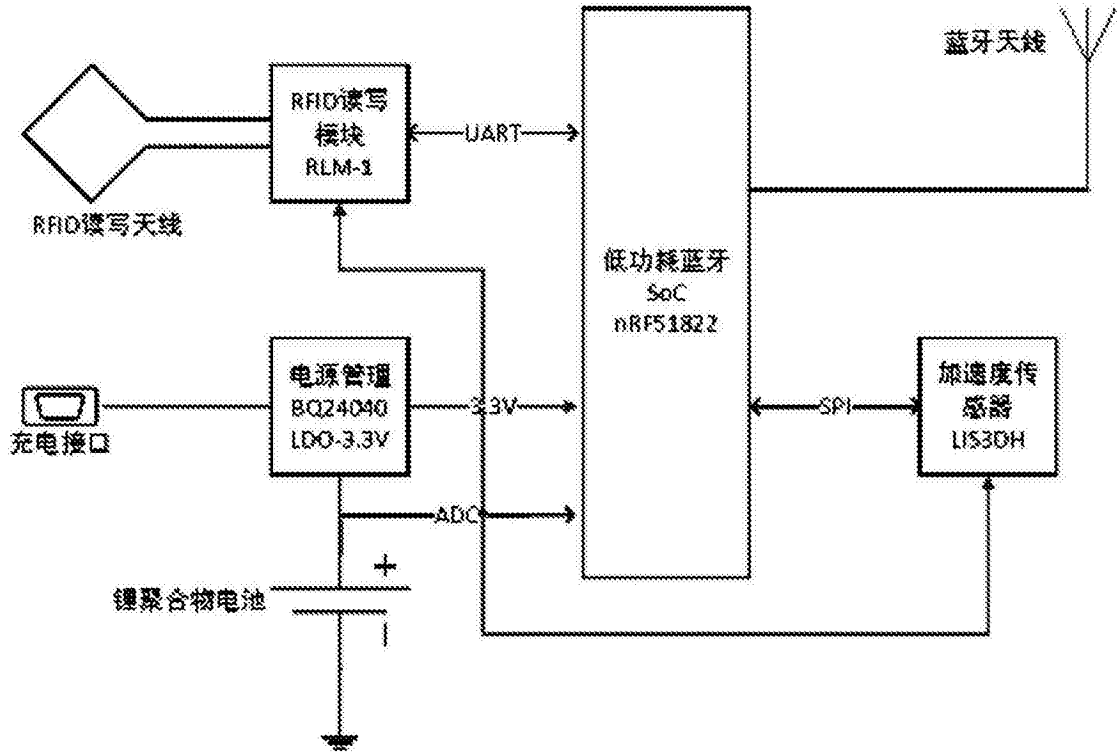 蓝牙天线
RFID读写
模块
RLM-1
UART
RFID读写天线
低功耗蓝牙
SoC
nRF51822
电源管理
BQ24040
LDO-3.3V
3.3V
充电接口
SPI
加速度传
感器
LIS3DH
ADC
+
锂聚合物电池